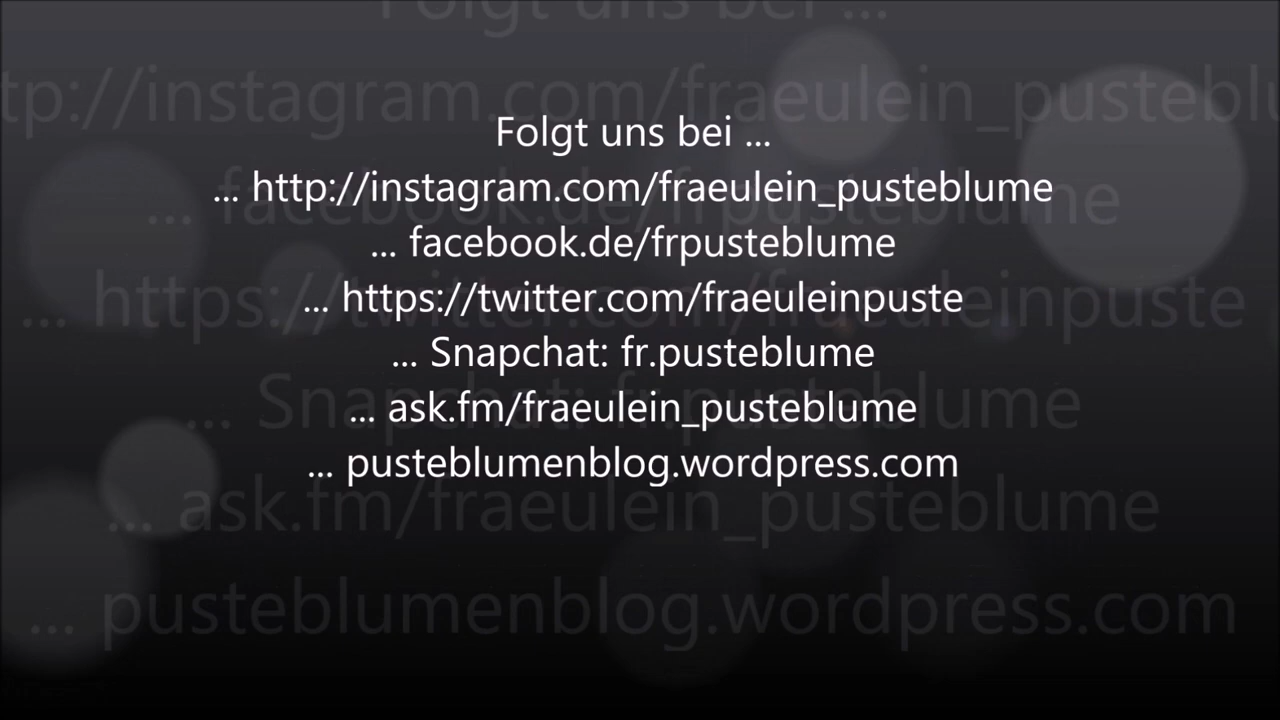 Folgt uns bei ...
... http://instagram.com/fraeulein_pusteblume
... facebook.de/frpusteblume
... https://twitter.com/fraeuleinpuste
... Snapchat: fr.pusteblume
... ask.fm/fraeulein_pusteblume
... pusteblumenblog.wordpress.com